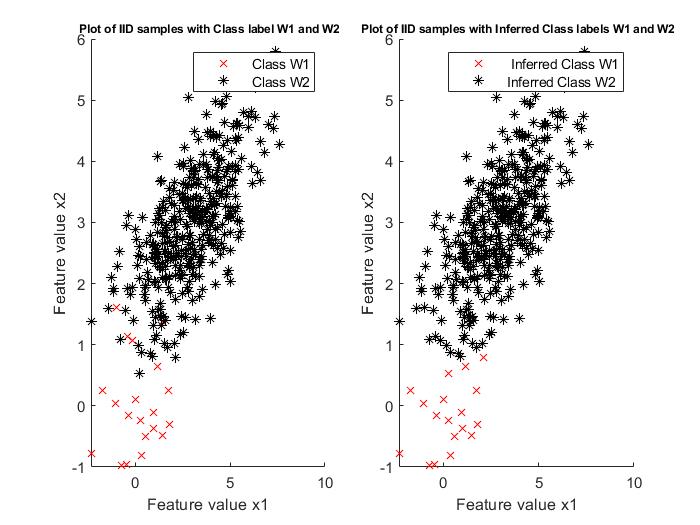 Plot of IID samples with Class label W1 and W2
Class W1
Class W2
6
5
4
3
2
1
0
-1
0
5
10
Feature value x2
Feature value x1
Plot of IID samples with Inferred Class labels W1 and W2
Inferred Class W1
Inferred Class W2
6
5
4
3
2
1
0
-1
0
5
10
Feature value x2
Feature value x1